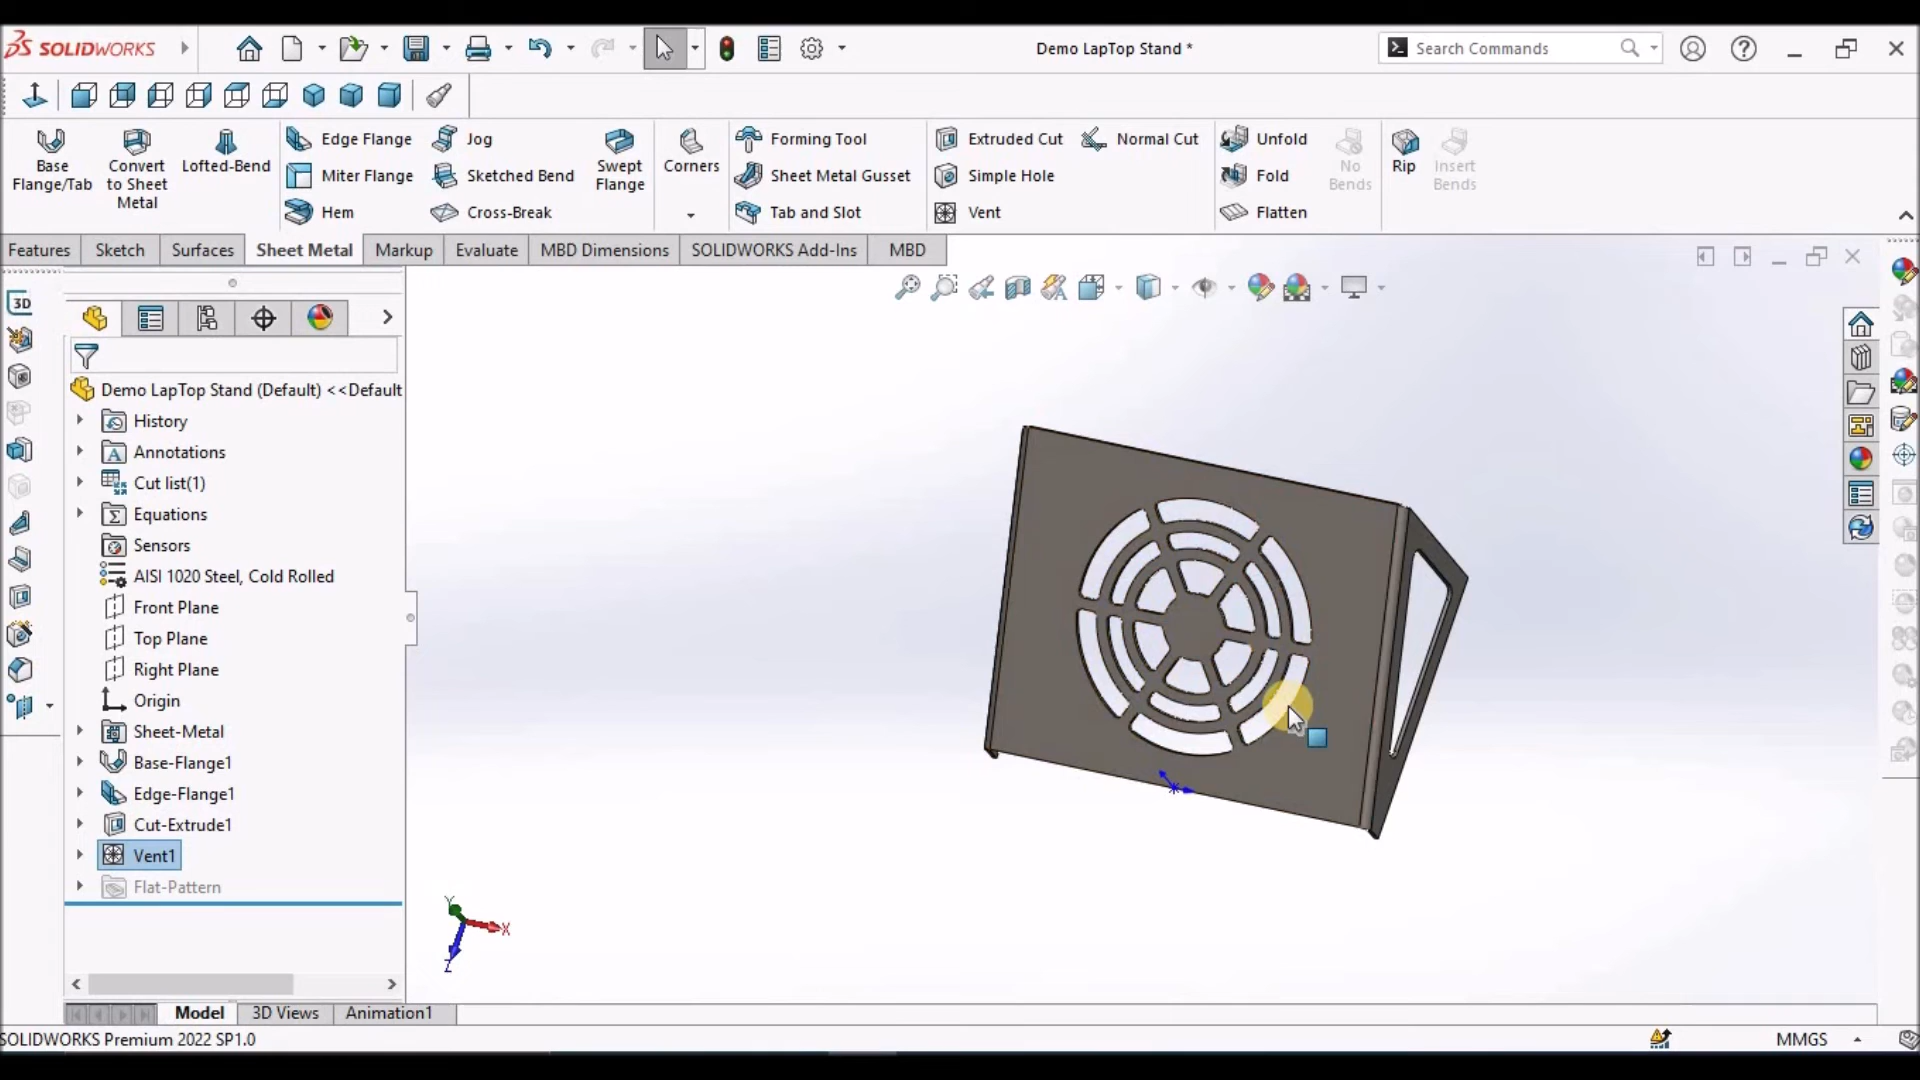 SOLIDWORKS
Demo LapTop Stand *
Search Commands
Base Flange/Tab
Convert to Sheet Metal
Lofted-Bend
Edge Flange
Miter Flange
Hem
Jog
Sketched Bend
Cross-Break
Swept Flange
Corners
Forming Tool
Sheet Metal Gusset
Tab and Slot
Extruded Cut
Simple Hole
Vent
Normal Cut
Unfold
Fold
Flatten
No Bends
Rip
Insert Bends
Features
Sketch
Surfaces
Sheet Metal
Markup
Evaluate
MBD Dimensions
SOLIDWORKS Add-Ins
MBD
3D
Demo LapTop Stand (Default) <<Default
History
Annotations
Cut list(1)
Equations
Sensors
AISI 1020 Steel, Cold Rolled
Front Plane
Top Plane
Right Plane
Origin
Sheet-Metal
Base-Flange1
Edge-Flange1
Cut-Extrude1
Vent1
Flat-Pattern
Y
X
Z
Model
3D Views
Animation1
SOLIDWORKS Premium 2022 SP1.0
MMGS